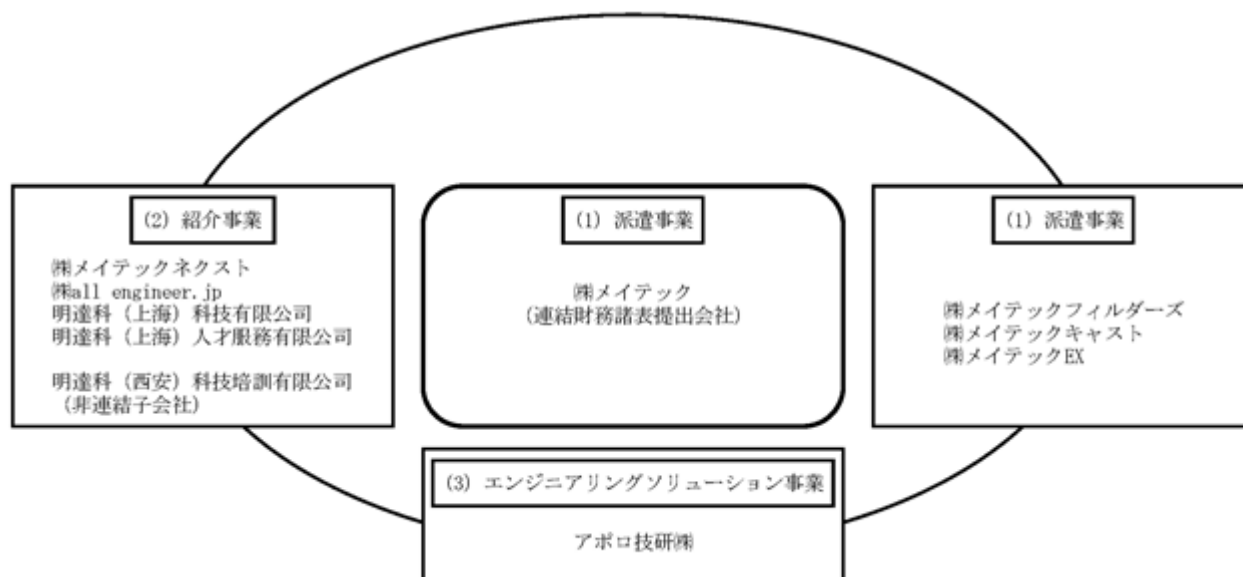 (2) 紹介事業
㈱メイテックネクスト
㈱all engineer.jp
明達科（上海）科技有限公司
明達科（上海）人才服務有限公司
明達科（西安）科技培訓有限公司
（非連結子会社）
(1) 派遣事業
㈱メイテック
（連結財務諸表提出会社）
(1) 派遣事業
㈱メイテックフィルダーズ
㈱メイテックキャスト
㈱メイテックEX
(3) エンジニアリングソリューション事業
アポロ技研㈱